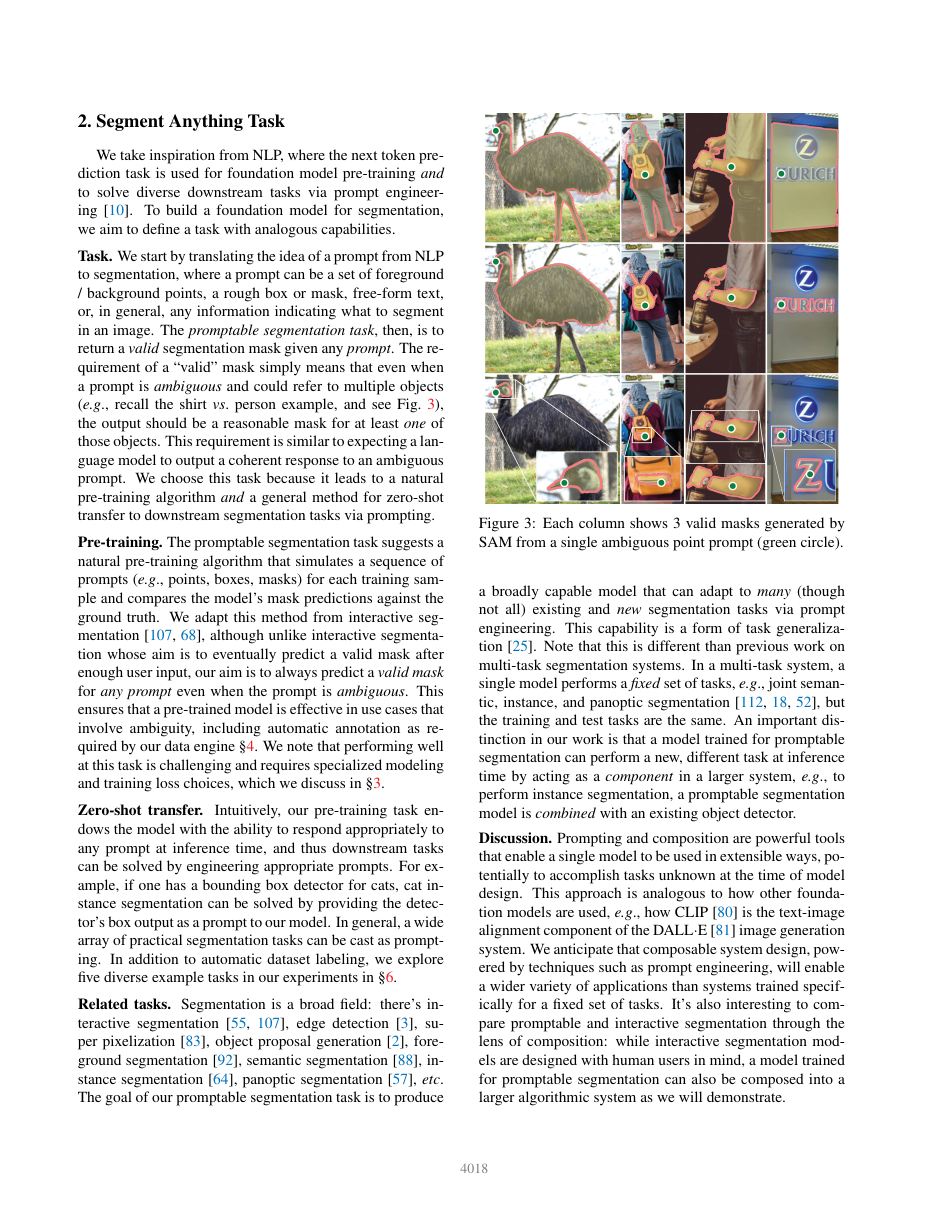 2. Segment Anything Task
We take inspiration from NLP, where the next token pre-
diction task is used for foundation model pre-training and
to solve diverse downstream tasks via prompt engineer-
ing [10]. To build a foundation model for segmentation,
we aim to define a task with analogous capabilities.
Task. We start by translating the idea of a prompt from NLP
to segmentation, where a prompt can be a set of foreground
/ background points, a rough box or mask, free-form text,
or, in general, any information indicating what to segment
in an image. The promptable segmentation task, then, is to
return a valid segmentation mask given any prompt. The re-
quirement of a “valid” mask simply means that even when
a prompt is ambiguous and could refer to multiple objects
(e.g., recall the shirt vs. person example, and see Fig. 3),
the output should be a reasonable mask for at least one of
those objects. This requirement is similar to expecting a lan-
guage model to output a coherent response to an ambiguous
prompt. We choose this task because it leads to a natural
pre-training algorithm and a general method for zero-shot
transfer to downstream segmentation tasks via prompting.
Pre-training. The promptable segmentation task suggests a
natural pre-training algorithm that simulates a sequence of
prompts (e.g., points, boxes, masks) for each training sam-
ple and compares the model’s mask predictions against the
ground truth. We adapt this method from interactive seg-
mentation [107, 68], although unlike interactive segmenta-
tion whose aim is to eventually predict a valid mask after
enough user input, our aim is to always predict a valid mask
for any prompt even when the prompt is ambiguous. This
ensures that a pre-trained model is effective in use cases that
involve ambiguity, including automatic annotation as re-
quired by our data engine §4. We note that performing well
at this task is challenging and requires specialized modeling
and training loss choices, which we discuss in §3.
Zero-shot transfer. Intuitively, our pre-training task en-
dows the model with the ability to respond appropriately to
any prompt at inference time, and thus downstream tasks
can be solved by engineering appropriate prompts. For ex-
ample, if one has a bounding box detector for cats, cat in-
stance segmentation can be solved by providing the detec-
tor’s box output as a prompt to our model. In general, a wide
array of practical segmentation tasks can be cast as prompt-
ing. In addition to automatic dataset labeling, we explore
five diverse example tasks in our experiments in §6.
Related tasks. Segmentation is a broad field: there’s in-
teractive segmentation [55, 107], edge detection [3], su-
per pixelization [83], object proposal generation [2], fore-
ground segmentation [92], semantic segmentation [88], in-
stance segmentation [64], panoptic segmentation [57], etc.
The goal of our promptable segmentation task is to produce
Z
ZURICH
Z
ZURICH
Z
ZURICH
ZU
Figure 3: Each column shows 3 valid masks generated by
SAM from a single ambiguous point prompt (green circle).
a broadly capable model that can adapt to many (though
not all) existing and new segmentation tasks via prompt
engineering. This capability is a form of task generaliza-
tion [25]. Note that this is different than previous work on
multi-task segmentation systems. In a multi-task system, a
single model performs a fixed set of tasks, e.g., joint seman-
tic, instance, and panoptic segmentation [112, 18, 52], but
the training and test tasks are the same. An important dis-
tinction in our work is that a model trained for promptable
segmentation can perform a new, different task at inference
time by acting as a component in a larger system, e.g., to
perform instance segmentation, a promptable segmentation
model is combined with an existing object detector.
Discussion. Prompting and composition are powerful tools
that enable a single model to be used in extensible ways, po-
tentially to accomplish tasks unknown at the time of model
design. This approach is analogous to how other founda-
tion models are used, e.g., how CLIP [80] is the text-image
alignment component of the DALL·E [81] image generation
system. We anticipate that composable system design, pow-
ered by techniques such as prompt engineering, will enable
a wider variety of applications than systems trained specif-
ically for a fixed set of tasks. It’s also interesting to com-
pare promptable and interactive segmentation through the
lens of composition: while interactive segmentation mod-
els are designed with human users in mind, a model trained
for promptable segmentation can also be composed into a
larger algorithmic system as we will demonstrate.
4018